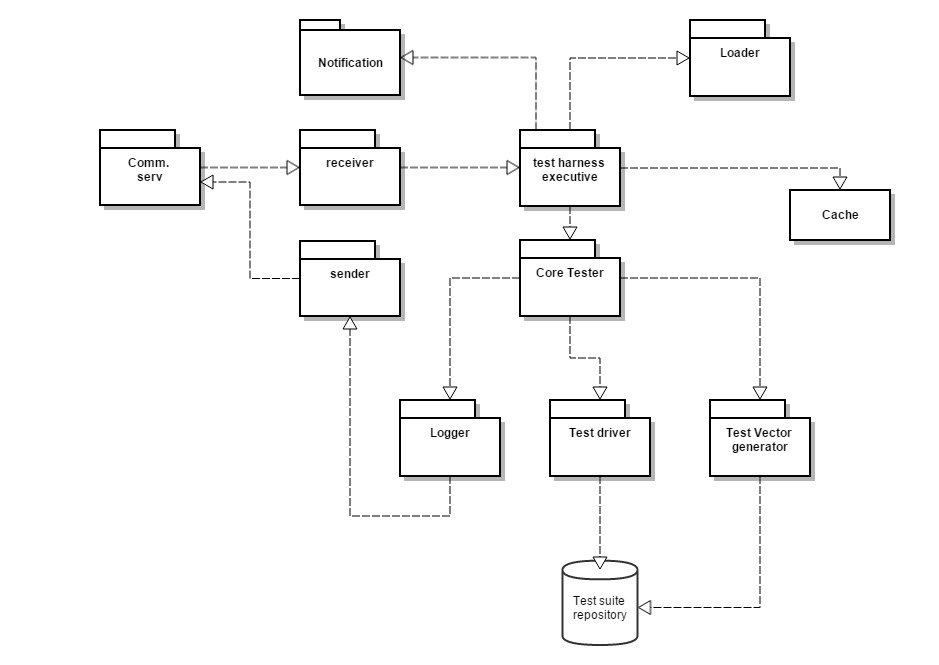 Notification
Loader
Comm.
serv
receiver
test harness
executive
Cache
sender
Core Tester
Logger
Test driver
Test Vector
generator
Test suite
repository